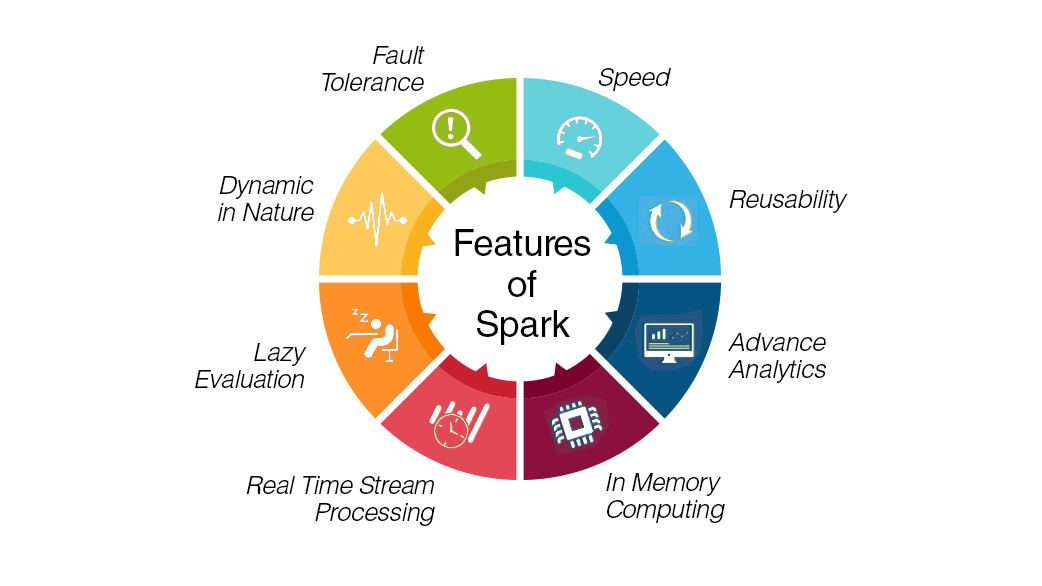 Features
of
Spark
Speed
Reusability
Advance
Analytics
In Memory
Computing
Real Time Stream
Processing
Lazy
Evaluation
Dynamic
in Nature
Fault
Tolerance
z z z